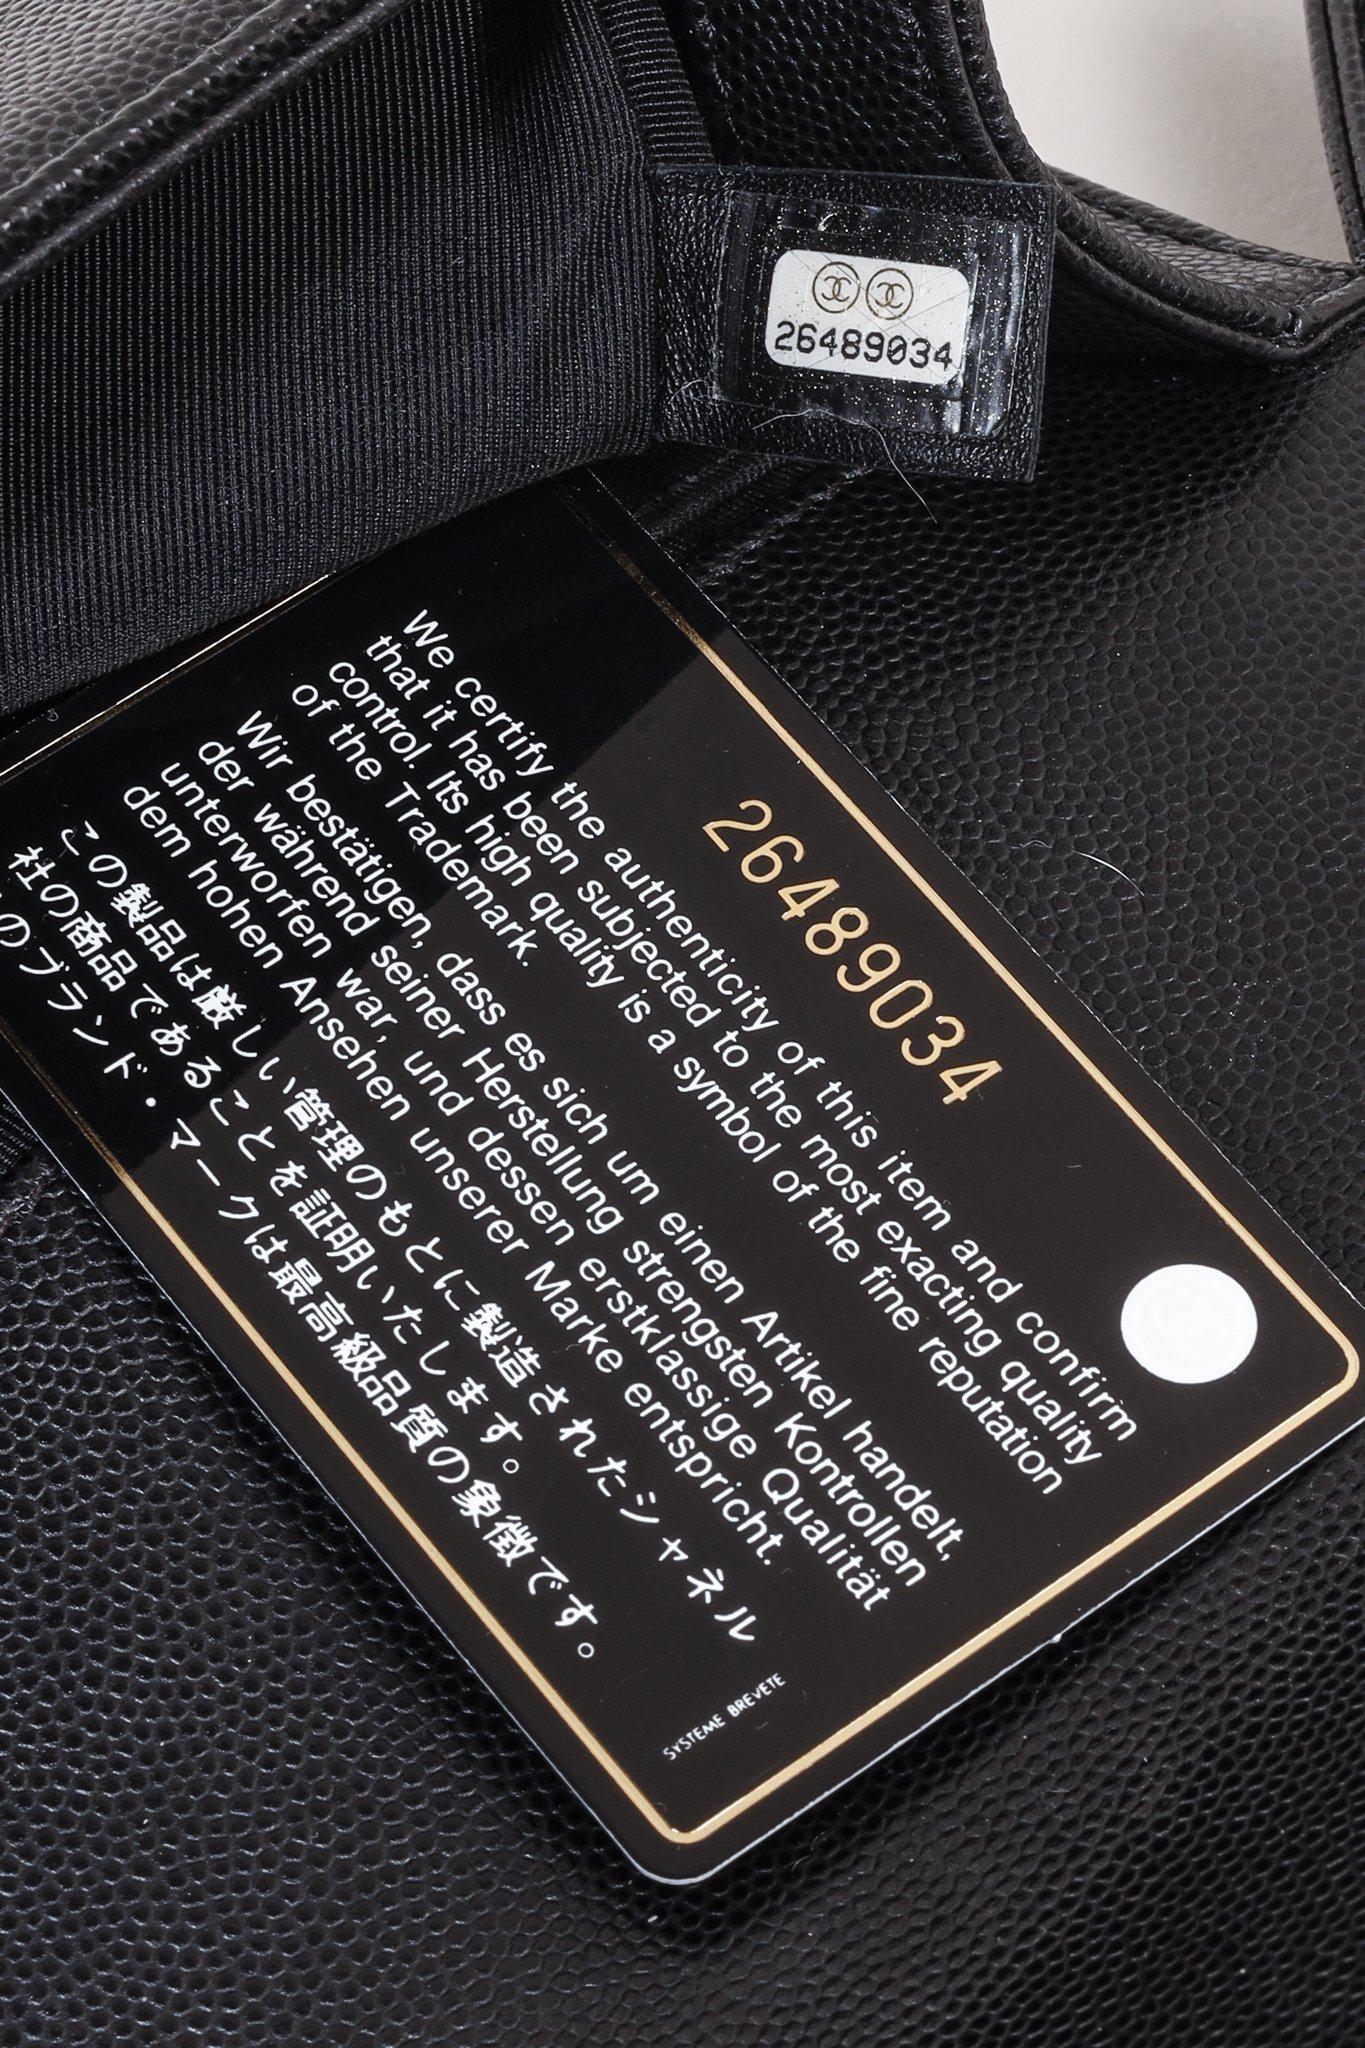 26489034
26489034
We certify the authenticity of this item and confirm
that it has been subjected to the most exacting quality
control. Its high quality is a symbol of the fine reputation
of the Trademark.
Wir bestätigen, dass es sich um einen Artikel handelt,
der während seiner Herstellung strengsten Kontrollen
unterworfen war, und dessen erstklassige Qualität
dem hohen Ansehen unserer Marke entspricht.
この製品は厳しい管理のもとに製造されたシャネル
社の商品であることを証明いたします。
のブランド・マークは最高級品質の象徴です。
SYSTEME BREVETE